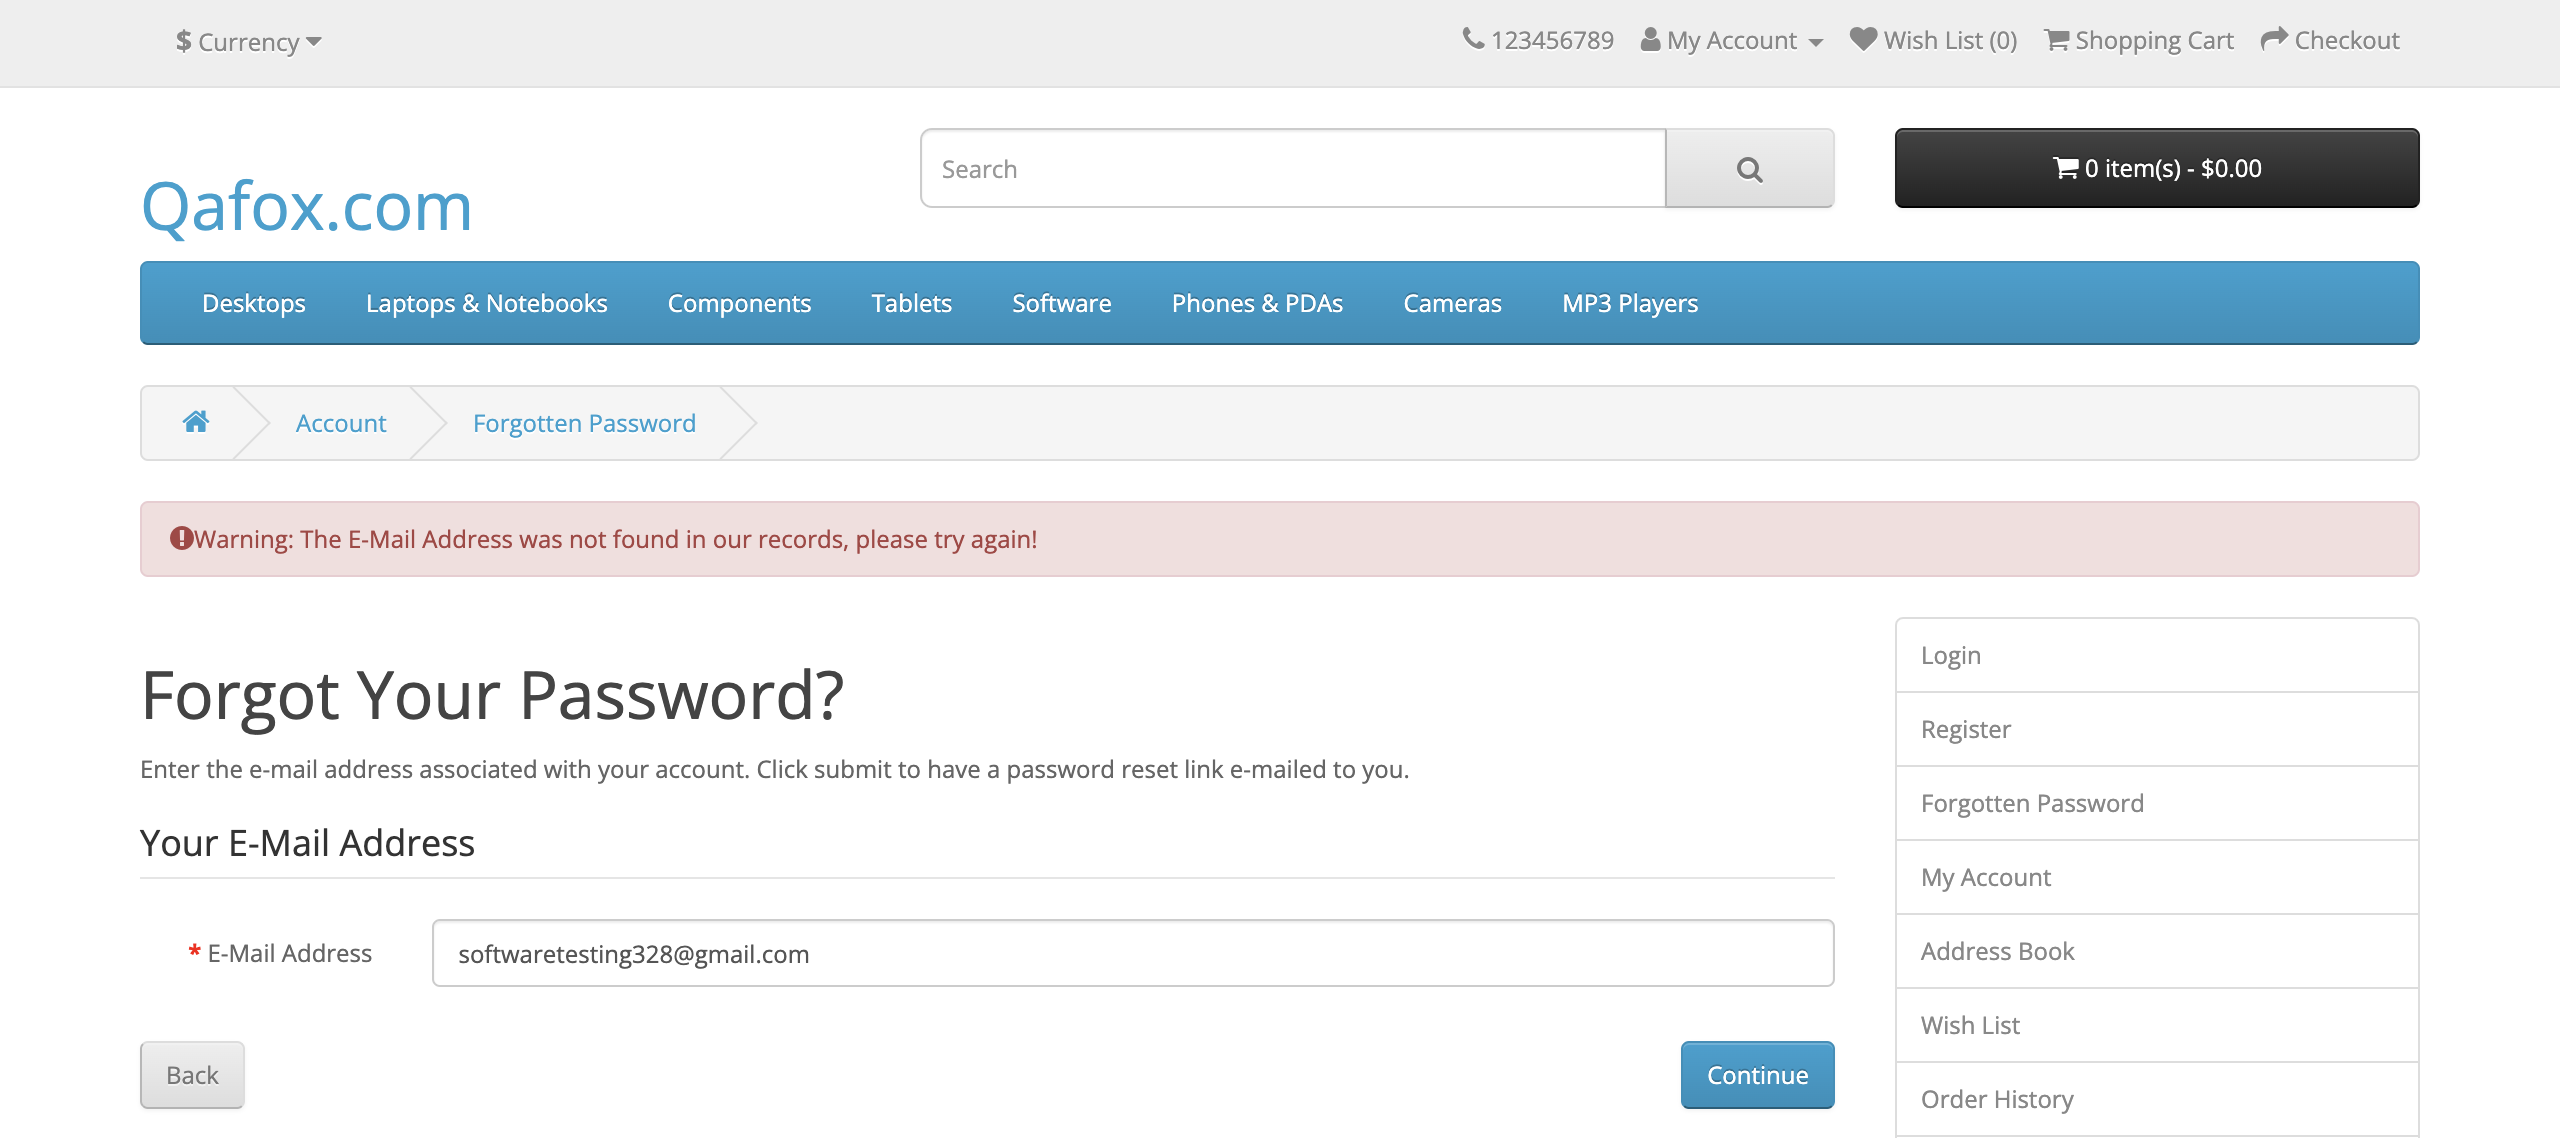 $ Currency
123456789 My Account Wish List (0) Shopping Cart Checkout
Search
0 item(s) - $0.00
Qafox.com
Desktops Laptops & Notebooks Components Tablets Software Phones & PDAs Cameras MP3 Players
Account Forgotten Password
Warning: The E-Mail Address was not found in our records, please try again!
Forgot Your Password?
Enter the e-mail address associated with your account. Click submit to have a password reset link e-mailed to you.
Your E-Mail Address
* E-Mail Address softwaretesting328@gmail.com
Back Continue
Login
Register
Forgotten Password
My Account
Address Book
Wish List
Order History